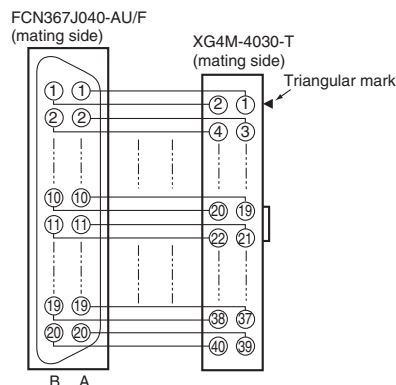 FCN367J040-AU/F
(mating side)
XG4M-4030-T
(mating side)
Triangular mark
1 1 2 1
2 2 4 3
10 10 20 19
11 11 22 21
19 19 38 37
20 20 40 39
B A